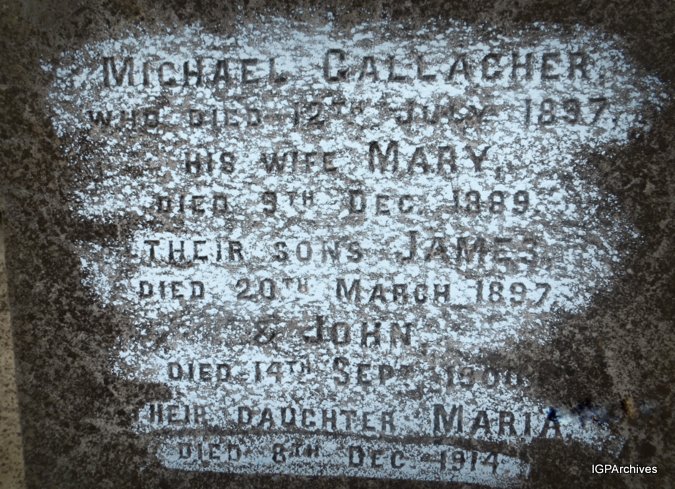 MICHAEL GALLAGHER,
WHO DIED 12TH JULY 1897,
HIS WIFE MARY,
DIED 9TH DEC. 1889.
THEIR SONS JAMES,
DIED 20TH MARCH 1897,
& JOHN,
DIED 14TH SEPT. 1900.
THEIR DAUGHTER MARIA
DIED 8TH DEC. 1914.
IGPArchives